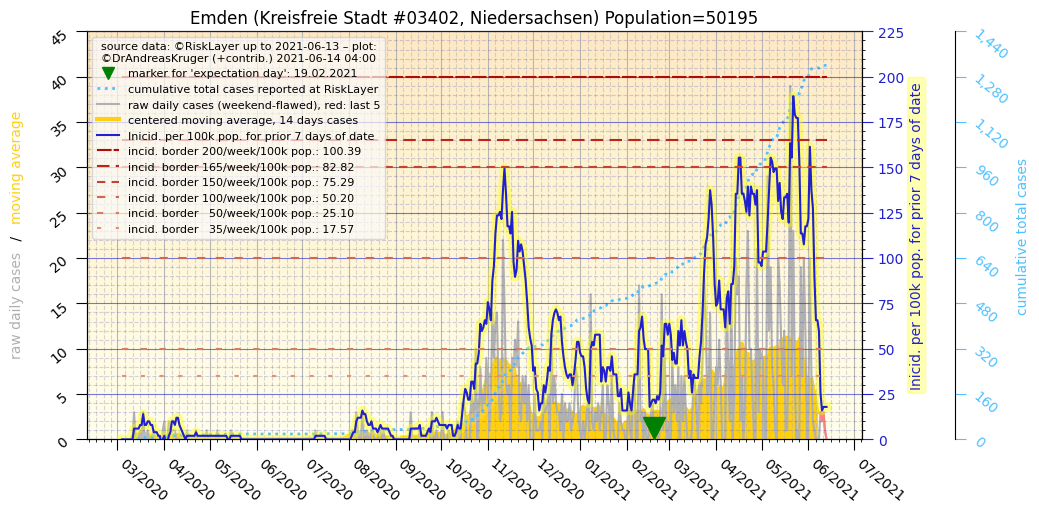 Emden (Kreisfreie Stadt #03402, Niedersachsen) Population=50195
source data: ©RiskLayer up to 2021-06-13 – plot:
©DrAndreasKruger (+contrib.) 2021-06-14 04:00
marker for 'expectation day': 19.02.2021
cumulative total cases reported at RiskLayer
raw daily cases (weekend-flawed), red: last 5
centered moving average, 14 days cases
Inicid. per 100k pop. for prior 7 days of date
incid. border 200/week/100k pop.: 100.39
incid. border 165/week/100k pop.: 82.82
incid. border 150/week/100k pop.: 75.29
incid. border 100/week/100k pop.: 50.20
incid. border 50/week/100k pop.: 25.10
incid. border 35/week/100k pop.: 17.57
raw daily cases / moving average
45
40
35
30
25
20
15
10
5
0
03/2020
04/2020
05/2020
06/2020
07/2020
08/2020
09/2020
10/2020
11/2020
12/2020
01/2021
02/2021
03/2021
04/2021
05/2021
06/2021
07/2021
225
200
175
150
125
100
75
50
25
0
Inicid. per 100k pop. for prior 7 days of date
1,440
1,280
1,120
960
800
640
480
320
160
0
cumulative total cases